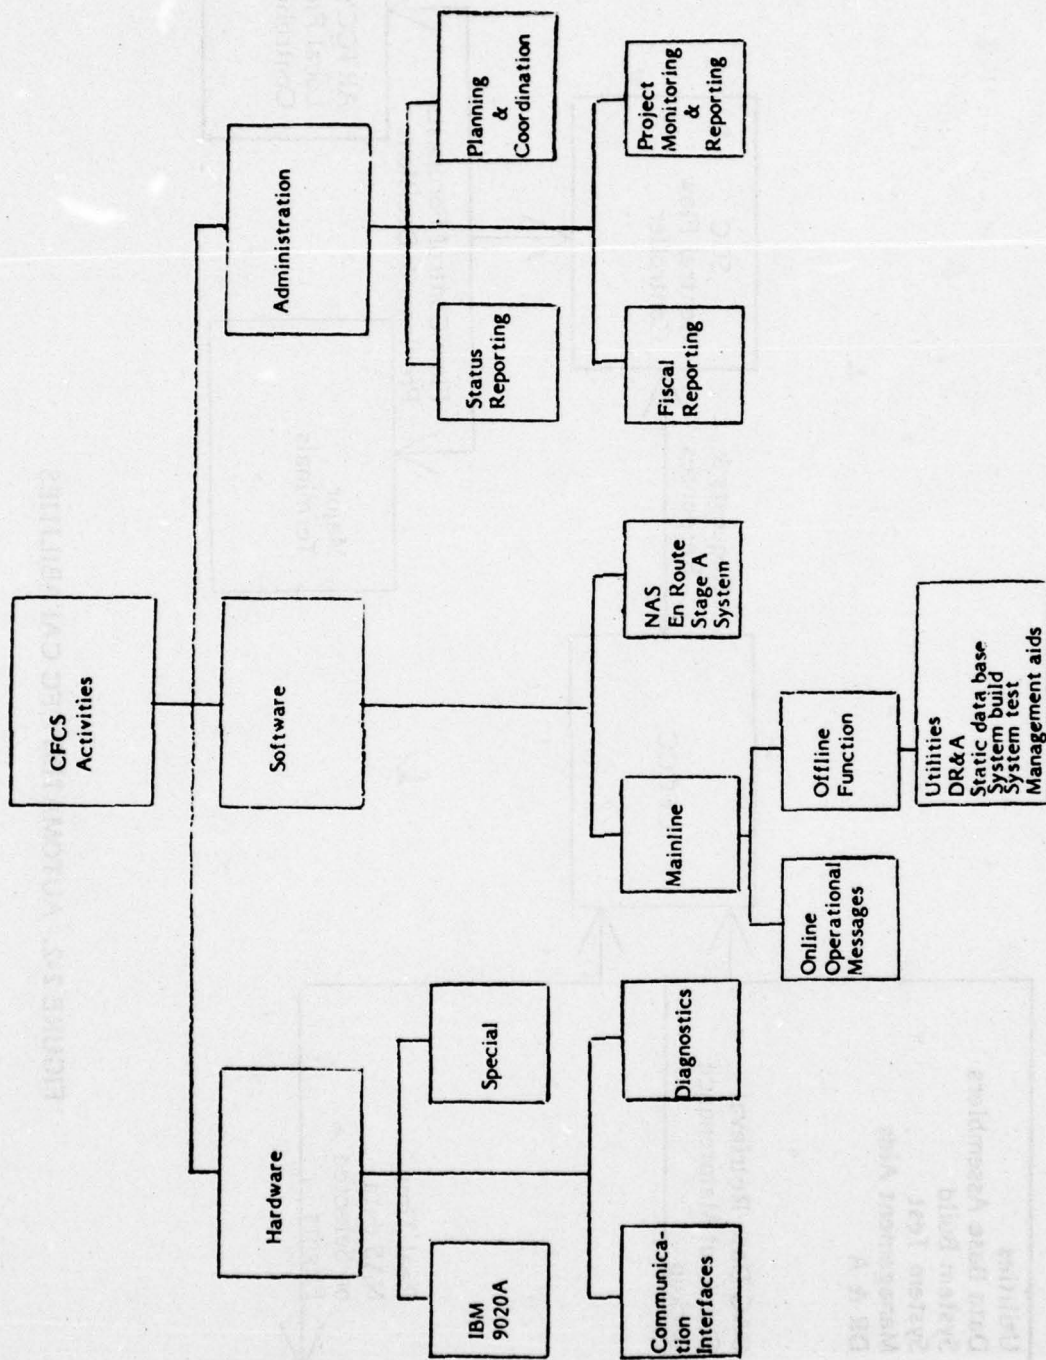 CFCS
Activities
Hardware
Software
Administration
IBM
9020A
Special
Status
Reporting
Planning
&
Coordination
Communica-
tion
Interfaces
Diagnostics
Mainline
NAS
En Route
Stage A
System
Fiscal
Reporting
Project
Monitoring
&
Reporting
Online
Operational
Messages
Offline
Function
Utilities
DR&A
Static data base
System build
System test
Management aids